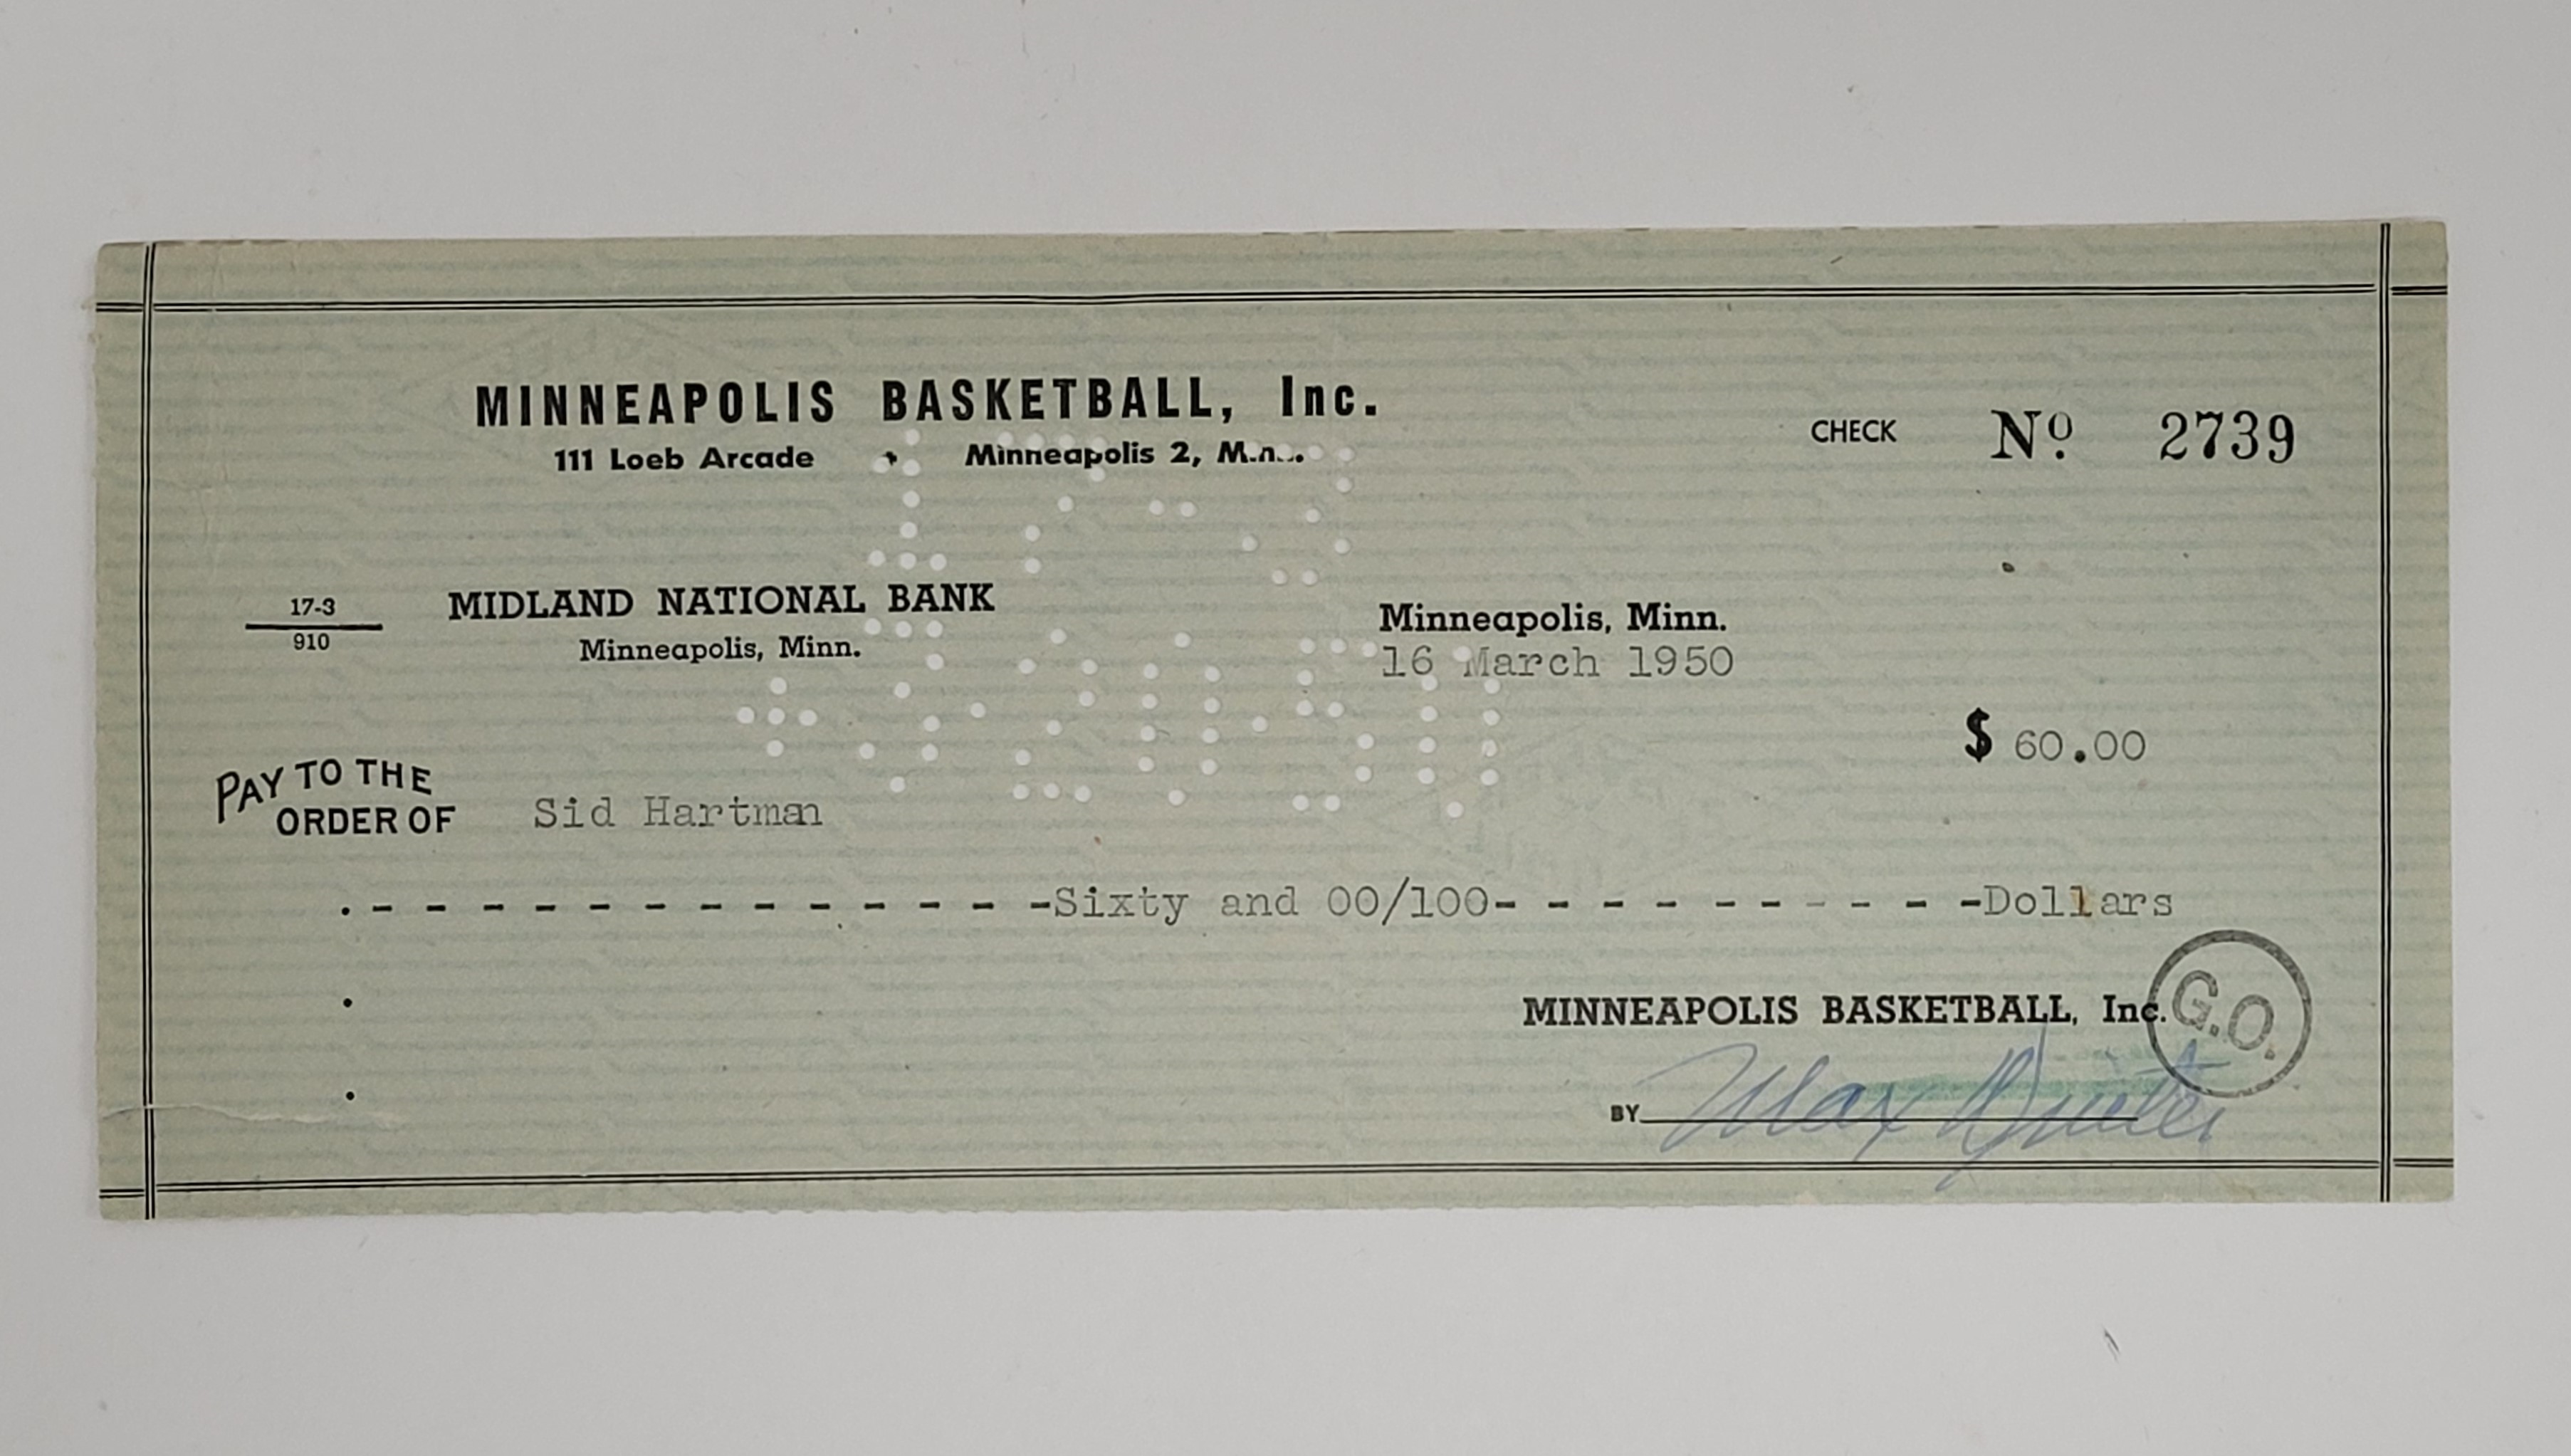 MINNEAPOLIS BASKETBALL, Inc.
111 Loeb Arcade Minneapolis 2,
CHECK Nº 2739
17-3
910
MIDLAND NATIONAL BANK
Minneapolis, Minn.
Minneapolis, Minn.
16 March 1950
$ 60.00
PAY TO THE
ORDER OF Sid Hartman
- - - - - - - - - - - - -Sixty and 00/100- - - - - - - - - -Dollars
MINNEAPOLIS BASKETBALL, Inc.
G.O.
BY Max Winter